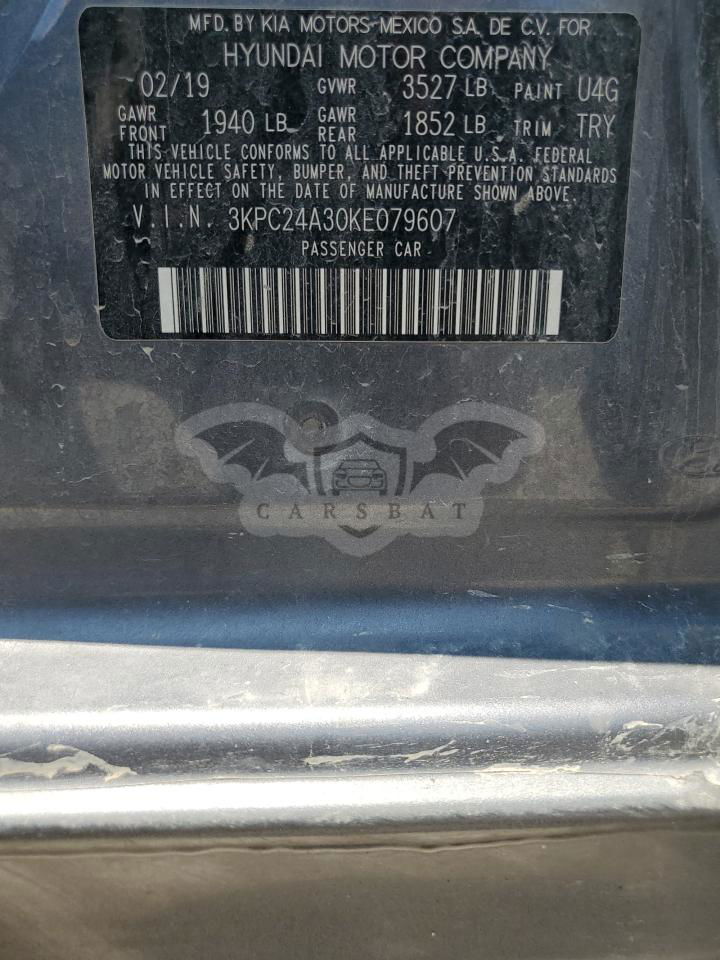 MFD. BY KIA MOTORS MEXICO S.A. DE C.V. FOR
HYUNDAI MOTOR COMPANY
02/19 GVWR 3527 LB PAINT U4G
GAWR FRONT 1940 LB GAWR REAR 1852 LB TRIM TRY
THIS VEHICLE CONFORMS TO ALL APPLICABLE U.S.A. FEDERAL
MOTOR VEHICLE SAFETY, BUMPER, AND THEFT PREVENTION STANDARDS
IN EFFECT ON THE DATE OF MANUFACTURE SHOWN ABOVE.
V.I.N. 3KPC24A30KE079607
PASSENGER CAR
CARSBAT